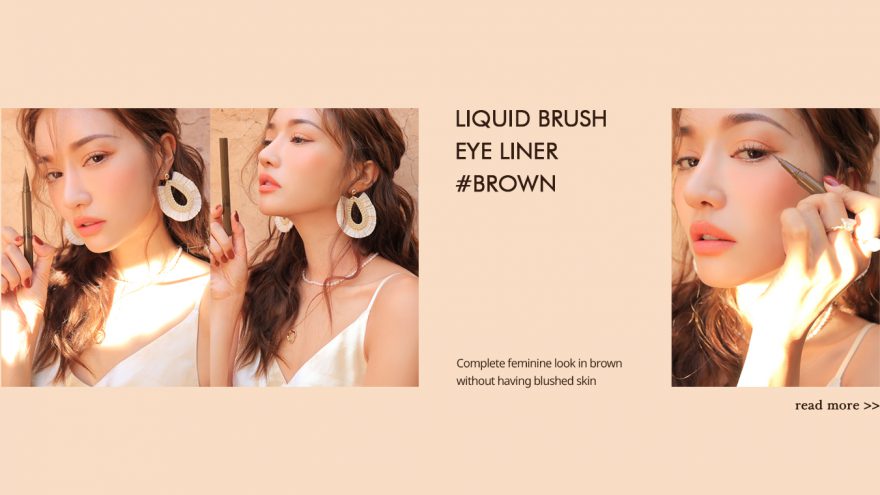 LIQUID BRUSH
EYE LINER
#BROWN
Complete feminine look in brown
without having blushed skin
read more >>